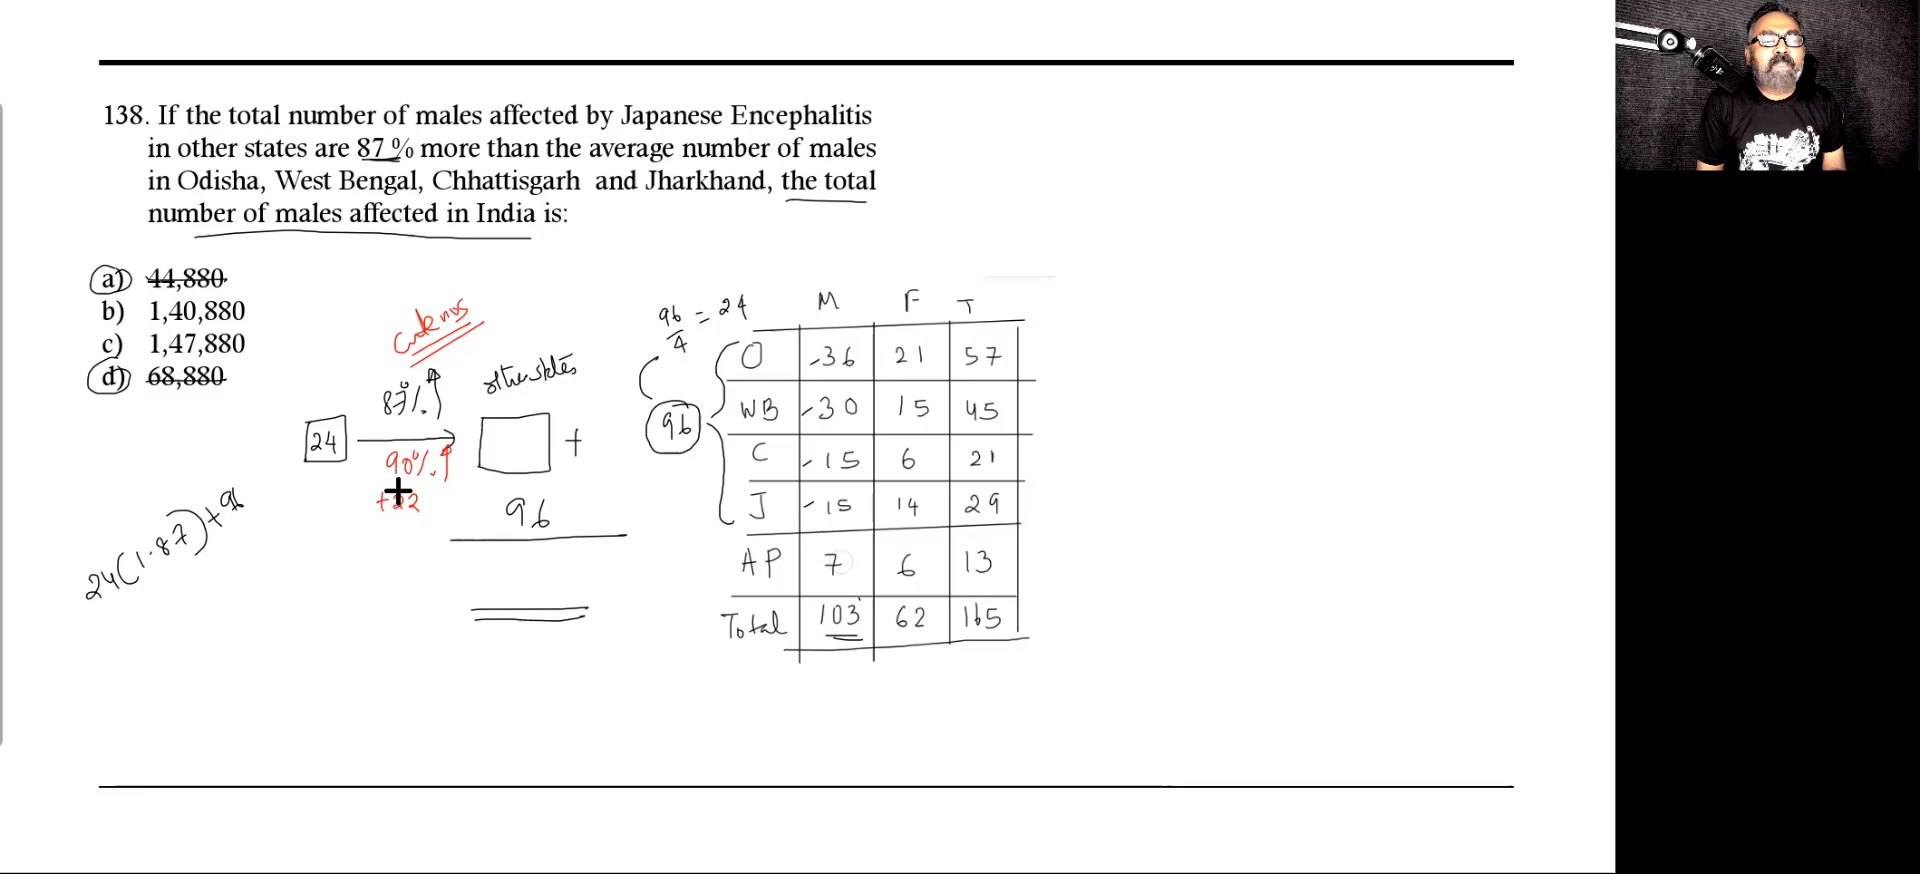 138. If the total number of males affected by Japanese Encephalitis
in other states are 87 % more than the average number of males
in Odisha, West Bengal, Chhattisgarh and Jharkhand, the total
number of males affected in India is:
a) 44,880
b) 1,40,880
c) 1,47,880
d) 68,880
87%↑
other states
24
+
90%↑
+22
96
24(1.87)+96
96/4 = 24
96
M F T
O -36 21 57
WB -30 15 45
C -15 6 21
J -15 14 29
AP 7 6 13
Total 103 62 165